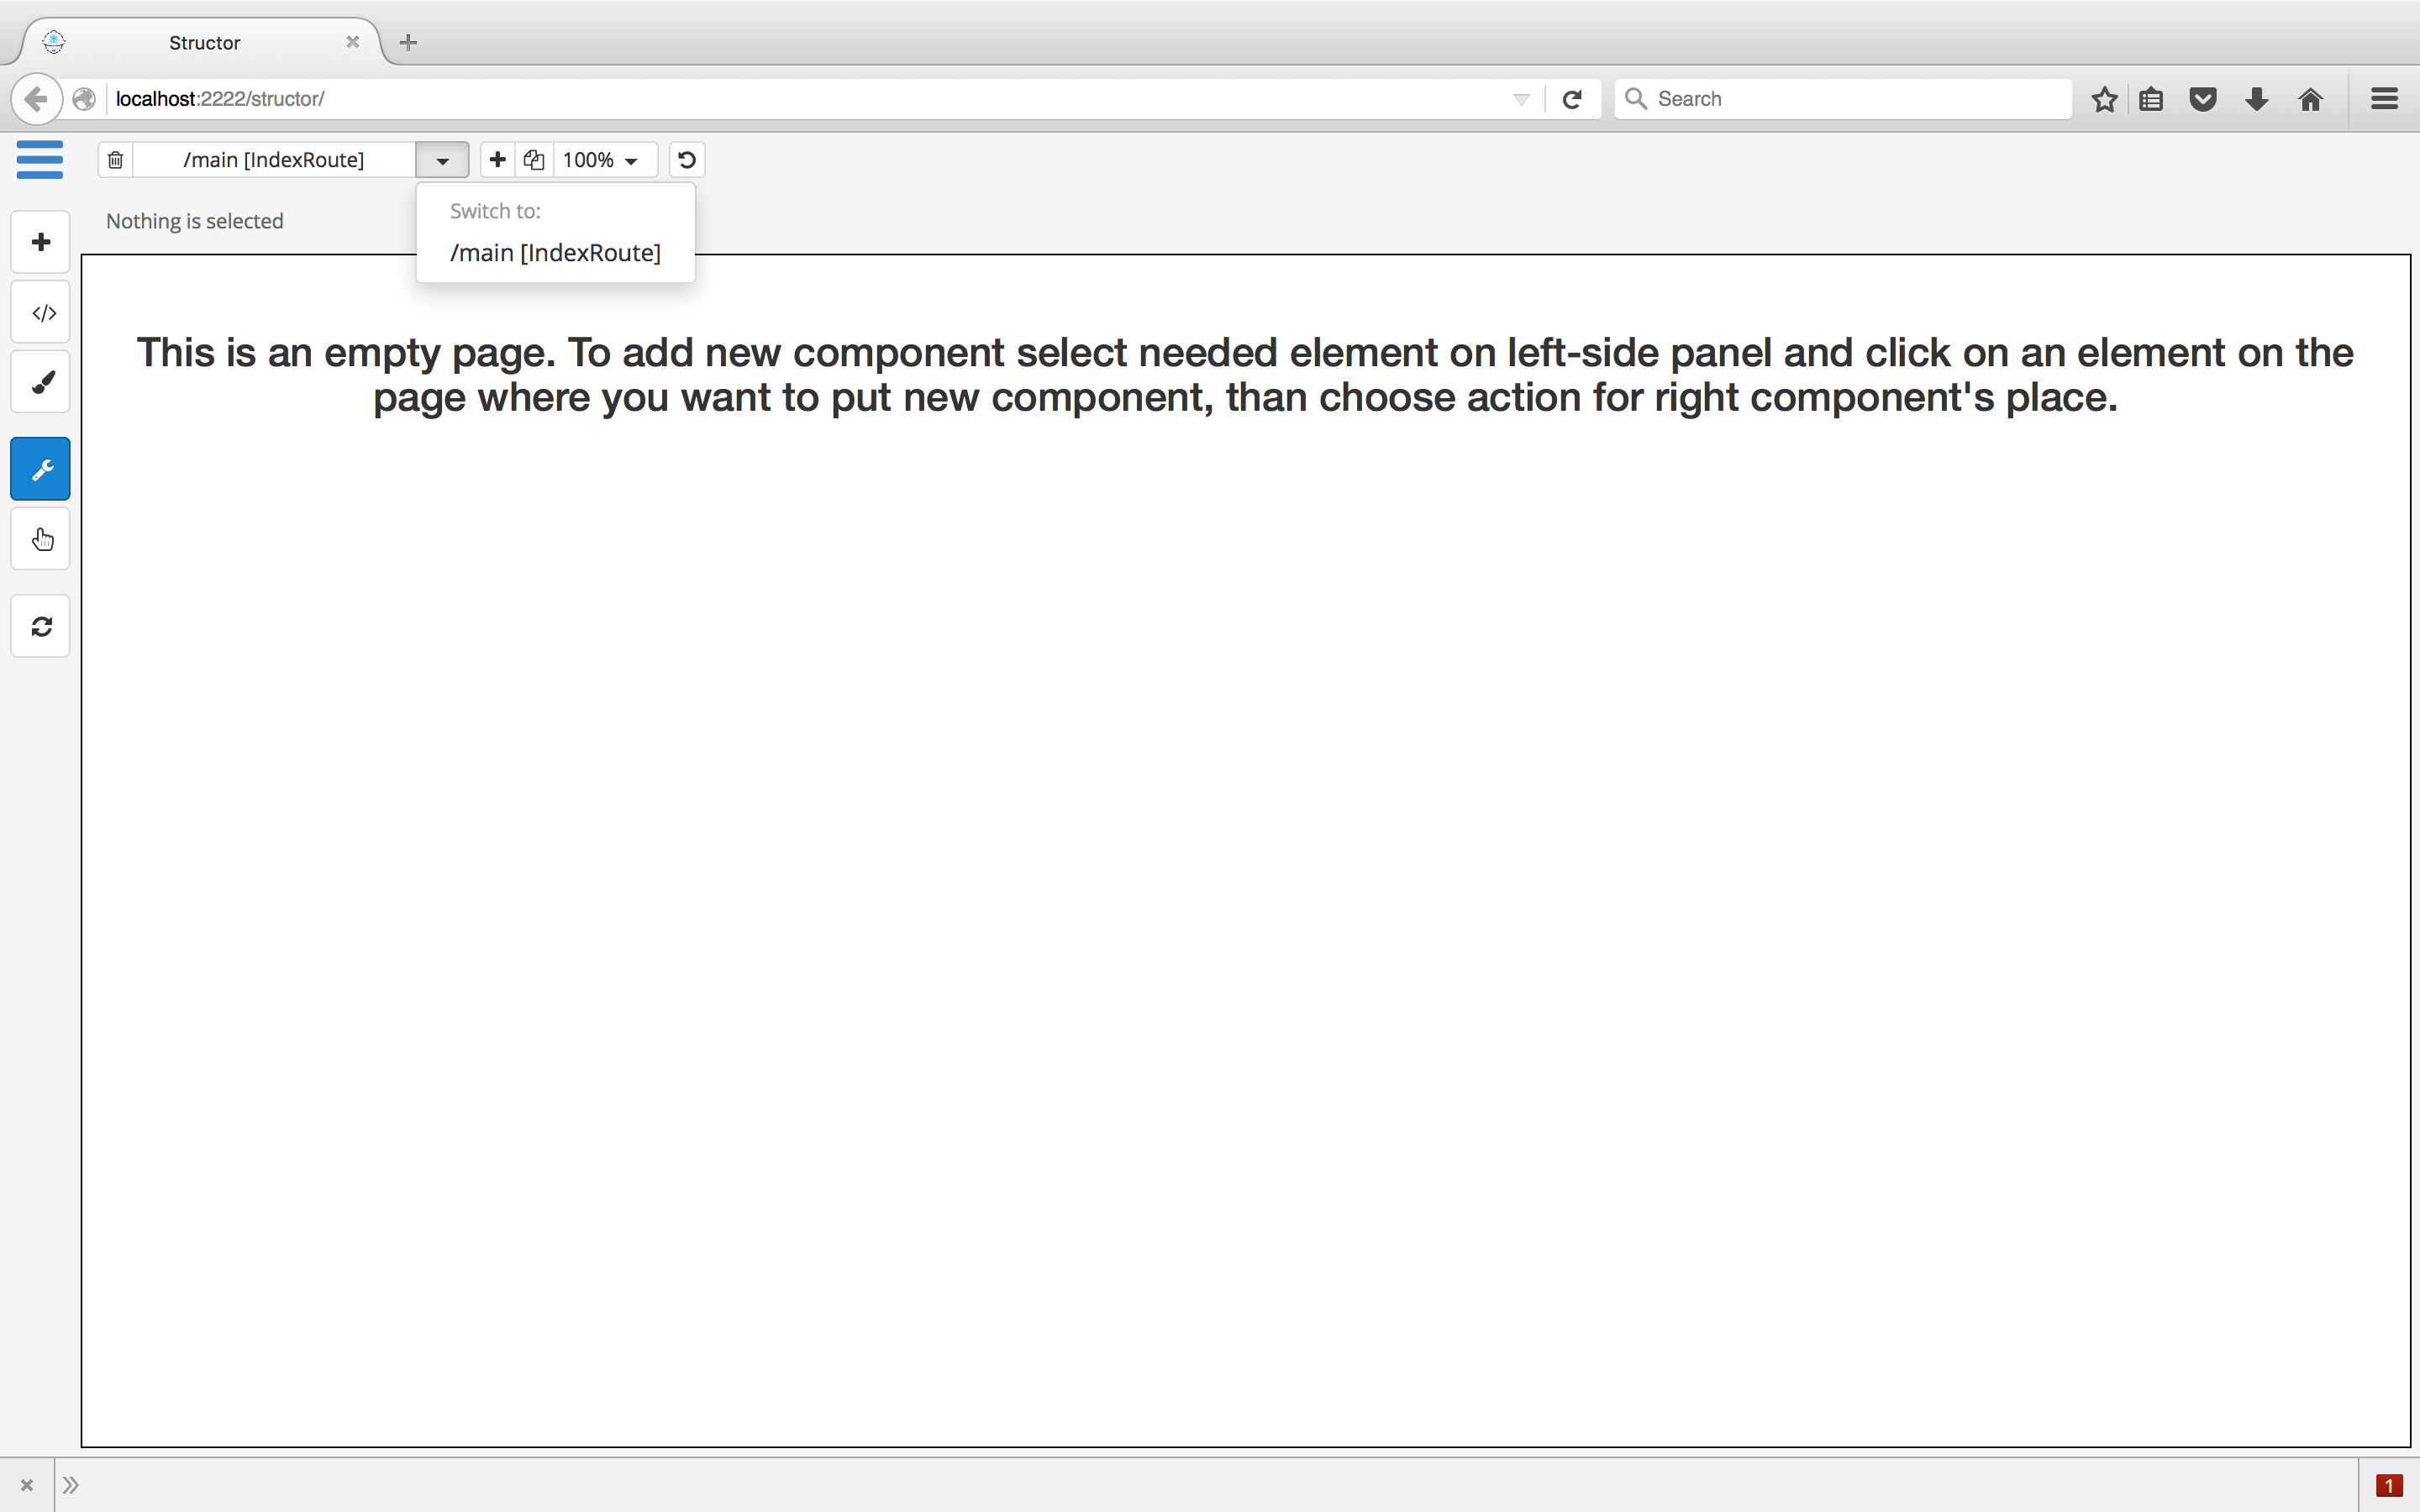 Structor
localhost:2222/structor/
Search
/main [IndexRoute]
100%
Nothing is selected
Switch to:
/main [IndexRoute]
This is an empty page. To add new component select needed element on left-side panel and click on an element on the
page where you want to put new component, than choose action for right component's place.
1